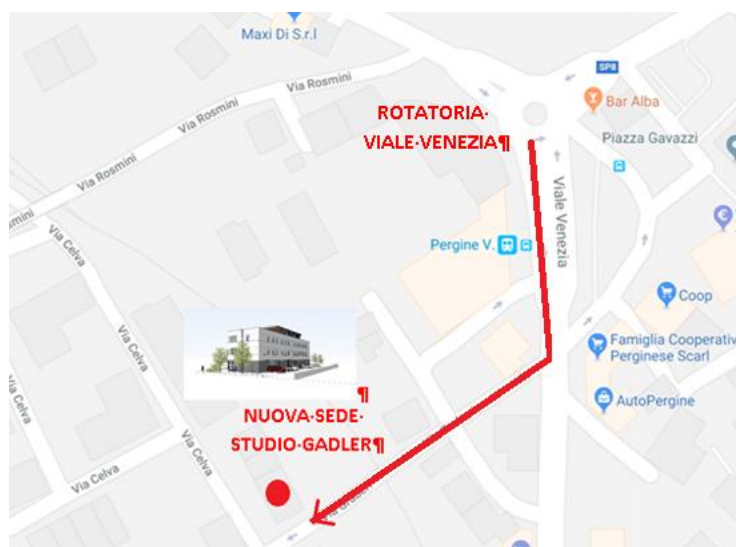 Maxi Di S.r.l
SP8
Bar Alba
ROTATORIA·
VIALE·VENEZIA¶
Piazza Gavazzi
Via Rosmini
Via Rosmini
Via Rosmini
Viale Venezia
Via Celva
Pergine V.
Coop
Famiglia Cooperativ
Perginese Scarl
Via Celva
¶
NUOVA·SEDE·
STUDIO·GADLER¶
AutoPergine
Via Celva
Via Celva
Via Celva